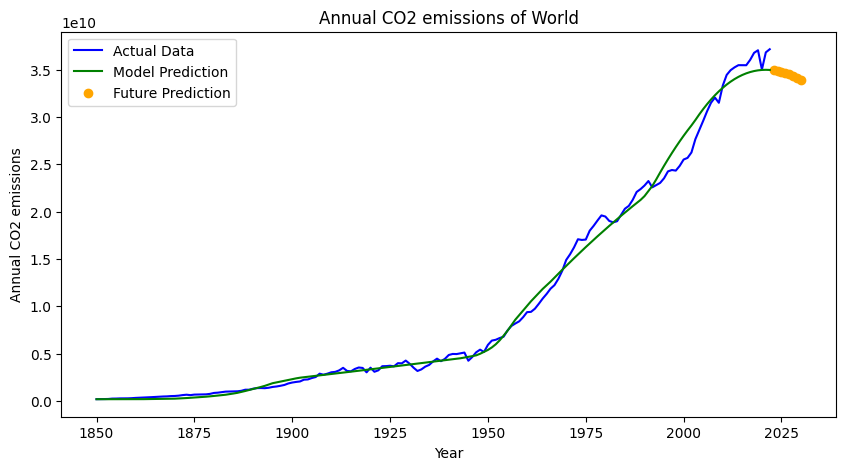 Annual CO2 emissions of World
1e10
Actual Data
Model Prediction
Future Prediction
3.5
3.0
2.5
2.0
1.5
1.0
0.5
0.0
Annual CO2 emissions
1850 1875 1900 1925 1950 1975 2000 2025
Year